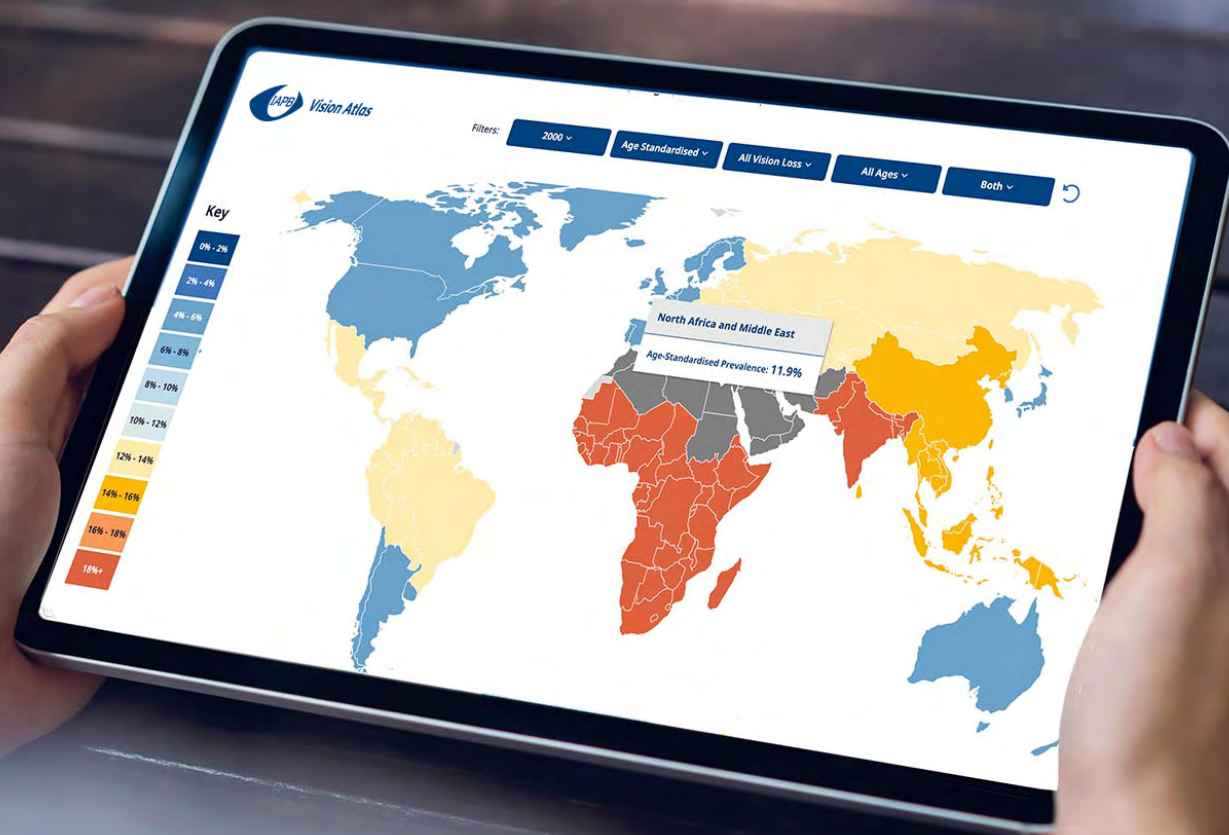 IAPB Vision Atlas
Filters: 2000 Age Standardised All Vision Loss All Ages Both
Key
0% - 2%
2% - 4%
4% - 6%
6% - 8%
8% - 10%
10% - 12%
12% - 14%
14% - 16%
16% - 18%
18%+
North Africa and Middle East
Age-Standardised Prevalence: 11.9%